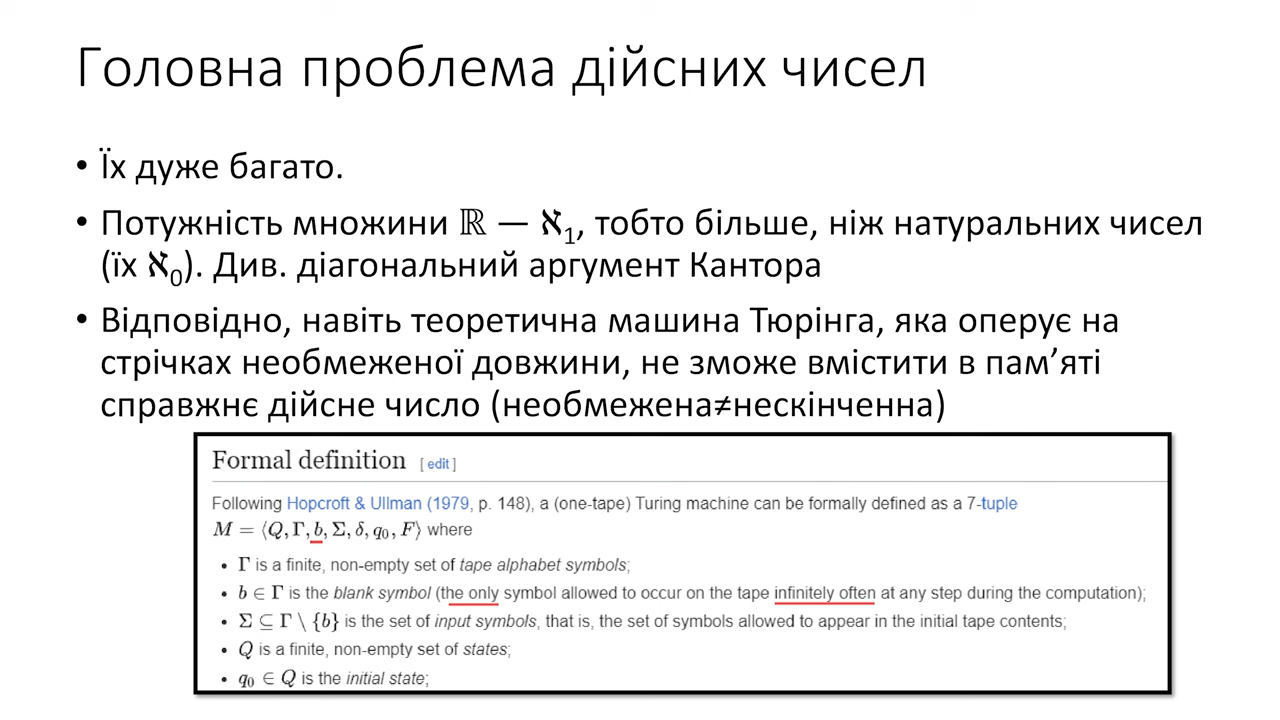 Головна проблема дійсних чисел
• Їх дуже багато.
• Потужність множини ℝ — ℵ₁, тобто більше, ніж натуральних чисел
(їх ℵ₀). Див. діагональний аргумент Кантора
• Відповідно, навіть теоретична машина Тюрінга, яка оперує на
стрічках необмеженої довжини, не зможе вмістити в пам’яті
справжнє дійсне число (необмежена≠нескінченна)
Formal definition [ edit ]
Following Hopcroft & Ullman (1979, p. 148), a (one-tape) Turing machine can be formally defined as a 7-tuple
M = ⟨Q, Γ, b, Σ, δ, q₀, F⟩ where
• Γ is a finite, non-empty set of tape alphabet symbols;
• b ∈ Γ is the blank symbol (the only symbol allowed to occur on the tape infinitely often at any step during the computation);
• Σ ⊆ Γ \ {b} is the set of input symbols, that is, the set of symbols allowed to appear in the initial tape contents;
• Q is a finite, non-empty set of states;
• q₀ ∈ Q is the initial state;